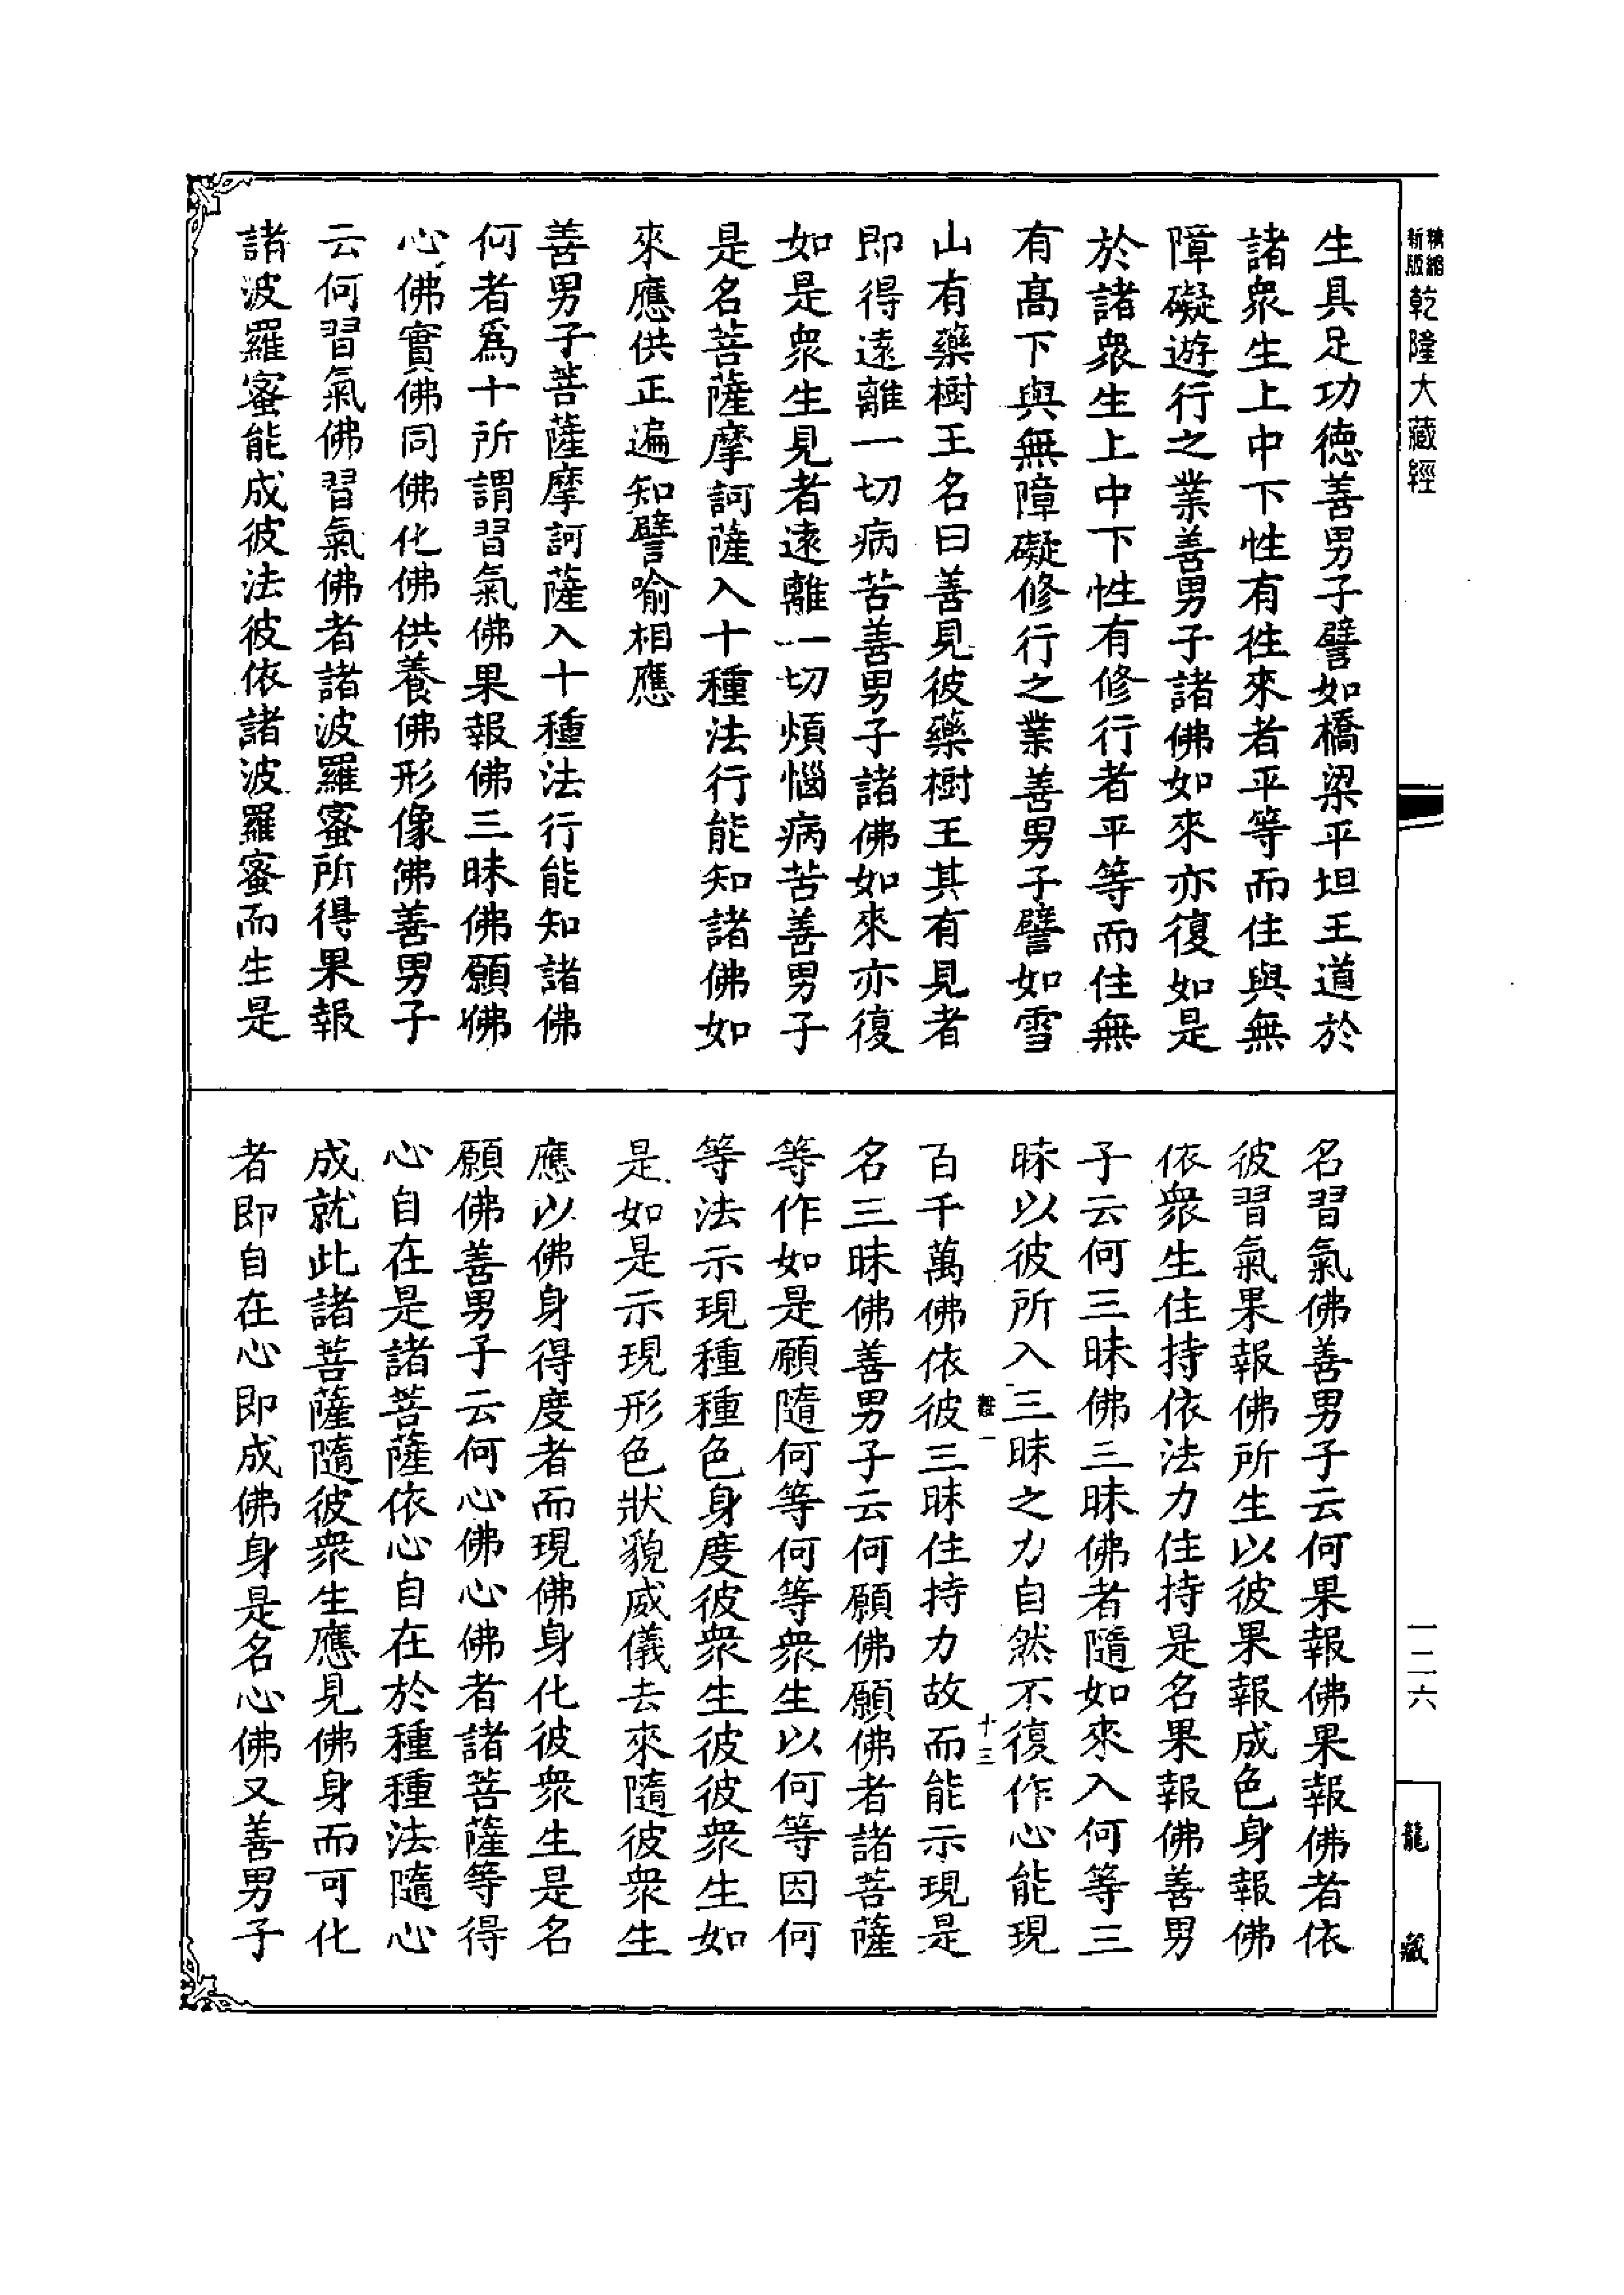 精縮新版乾隆大藏經
生具足功德善男子譬如橋梁平坦王道於
諸衆生上中下性有徃來者平等而住與無
障礙遊行之業善男子諸佛如來亦復如是
於諸衆生上中下性有修行者平等而住無
有高下與無障礙修行之業善男子譬如雪
山有藥樹王名曰善見彼藥樹王其有見者
即得遠離一切病苦善男子諸佛如來亦復
如是衆生見者遠離一切煩惱病苦善男子
是名菩薩摩訶薩入十種法行能知諸佛如
來應供正遍知譬喻相應
善男子菩薩摩訶薩入十種法行能知諸佛
何者爲十所謂習氣佛果報佛三昧佛願佛
心佛實佛同佛化佛供養佛形像佛善男子
云何習氣佛習氣佛者諸波羅蜜所得果報
諸波羅蜜能成彼法彼依諸波羅蜜而生是
名習氣佛善男子云何果報佛果報佛者依
彼習氣果報佛所生以彼果報成色身報佛
依衆生住持依法力住持是名果報佛善男
子云何三昧佛三昧佛者隨如來入何等三
昧以彼所入三昧之力自然不復作心能現
一 十三
百千萬佛依彼三昧住持力故而能示現是
名三昧佛善男子云何願佛願佛者諸菩薩
等作如是願隨何等何等衆生以何等因何
等法示現種種色身度彼衆生彼彼衆生如
是如是示現形色狀貌威儀去來隨彼衆生
應以佛身得度者而現佛身化彼衆生是名
願佛善男子云何心佛心佛者諸菩薩等得
心自在是諸菩薩依心自在於種種法隨心
成就此諸菩薩隨彼衆生應見佛身而可化
者即自在心即成佛身是名心佛又善男子
一二六
龍藏